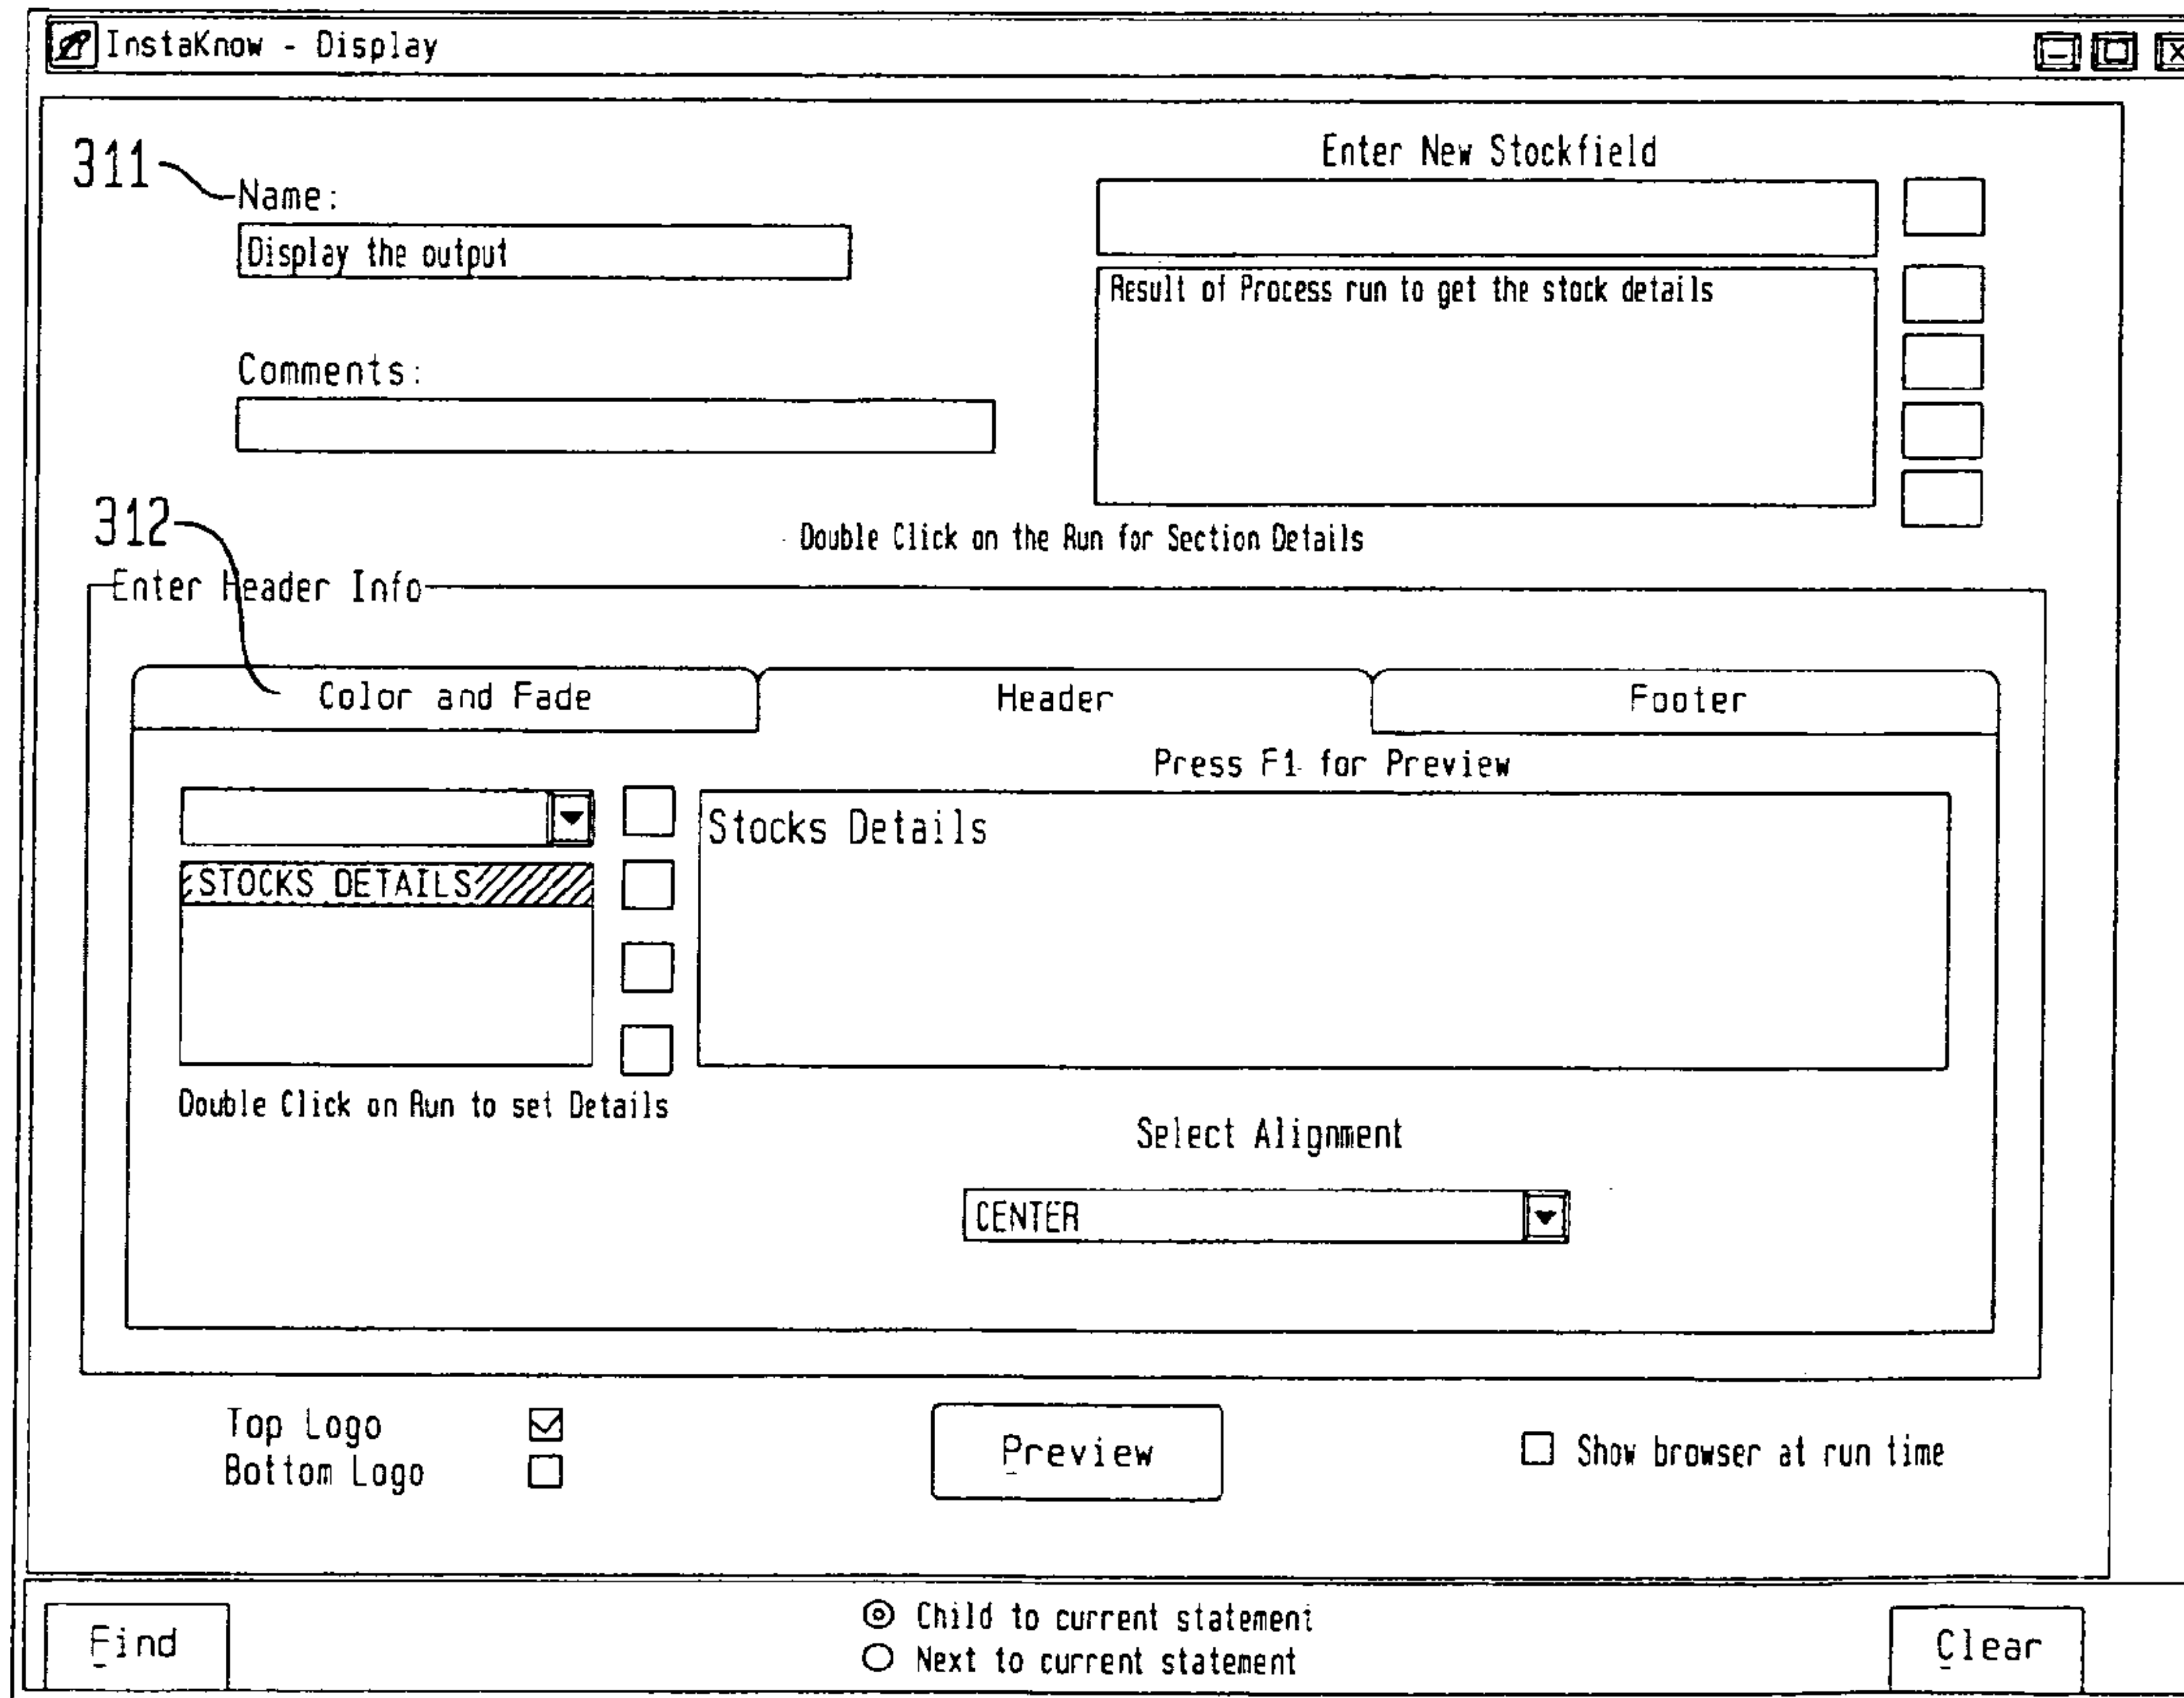 InstaKnow - Display
311
Name:
Display the output
Enter New Stockfield
Result of Process run to get the stock details
Comments:
312
Double Click on the Run for Section Details
Enter Header Info
Color and Fade
Header
Footer
Press F1 for Preview
Stocks Details
STOCKS DETAILS
Double Click on Run to set Details
Select Alignment
CENTER
Top Logo
Bottom Logo
Preview
Show browser at run time
Find
Child to current statement
Next to current statement
Clear